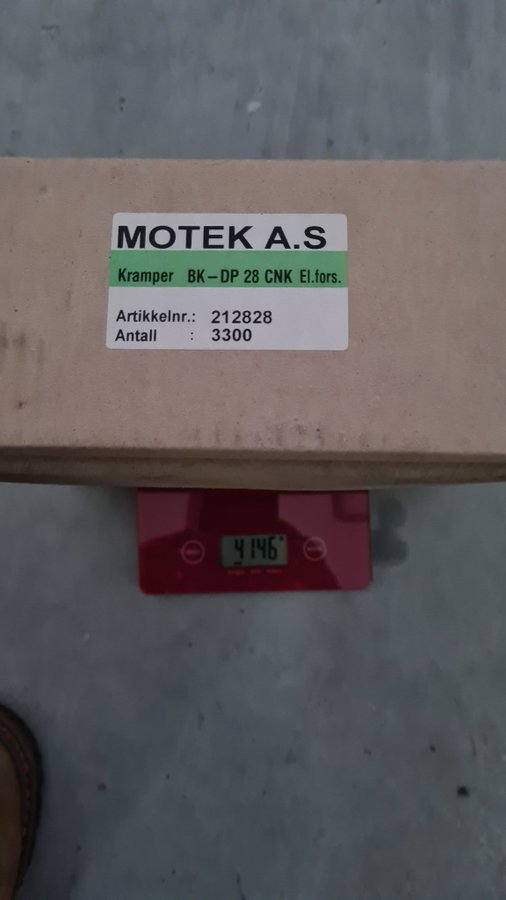 MOTEK A.S
Kramper BK-DP 28 CNK El.fors.
Artikkelnr.: 212828
Antall : 3300
4146